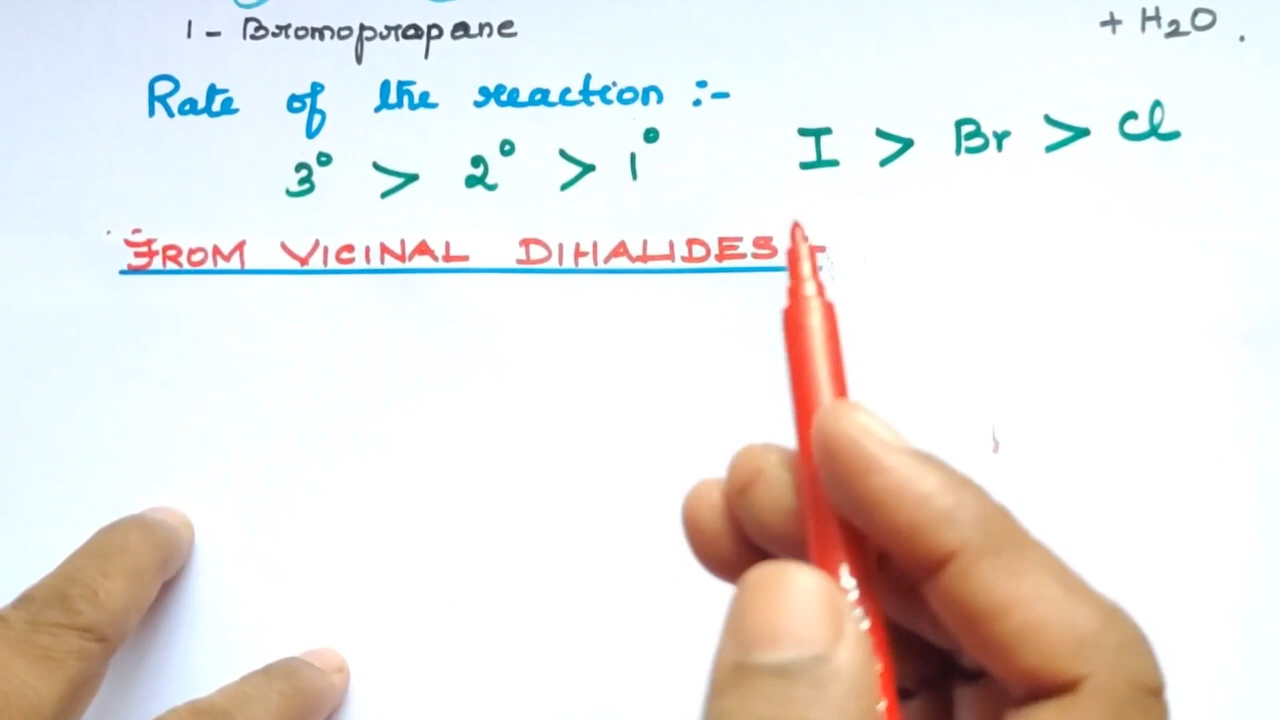 1 - Bromopropane
+ H₂O .
Rate of the reaction :-
3° > 2° > 1°
I > Br > Cl
FROM VICINAL DIHALIDES :-